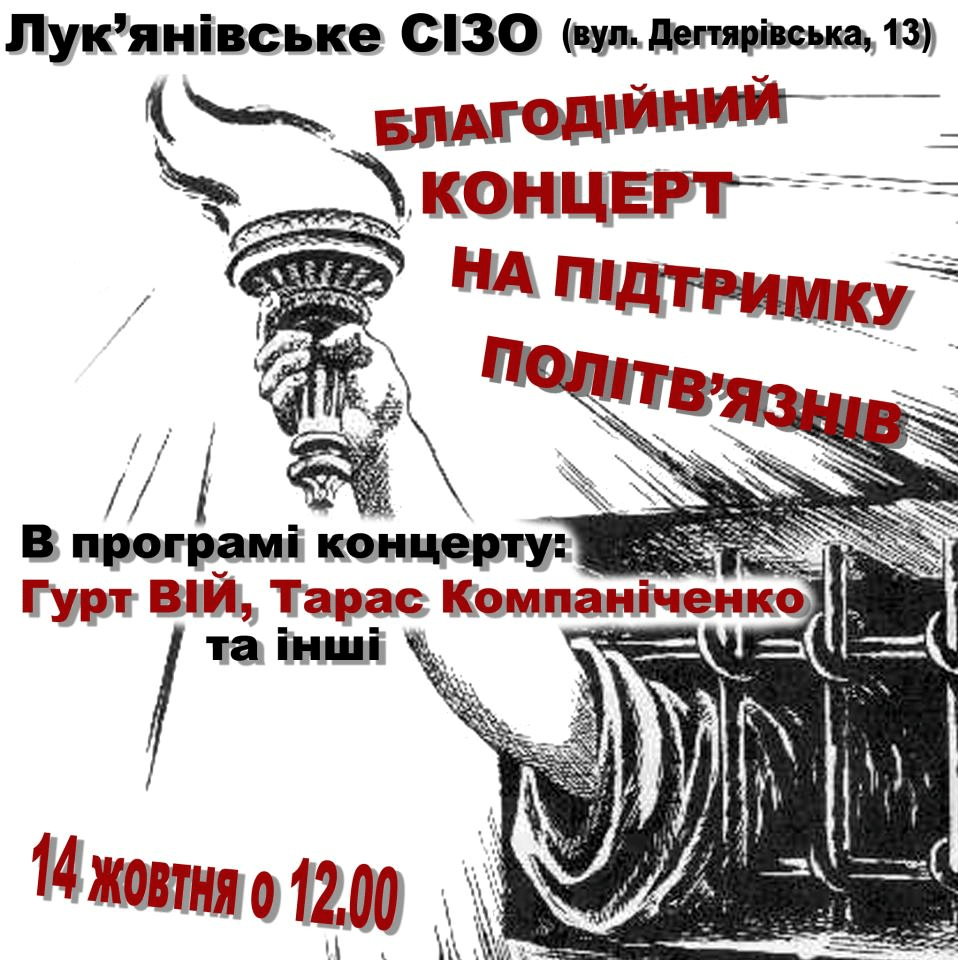 Лук’янівське СІЗО (вул. Дегтярівська, 13)
БЛАГОДІЙНИЙ
КОНЦЕРТ
НА ПІДТРИМКУ
ПОЛІТВ’ЯЗНІВ
В програмі концерту:
Гурт ВІЙ, Тарас Компаніченко
та інші
14 жовтня о 12.00